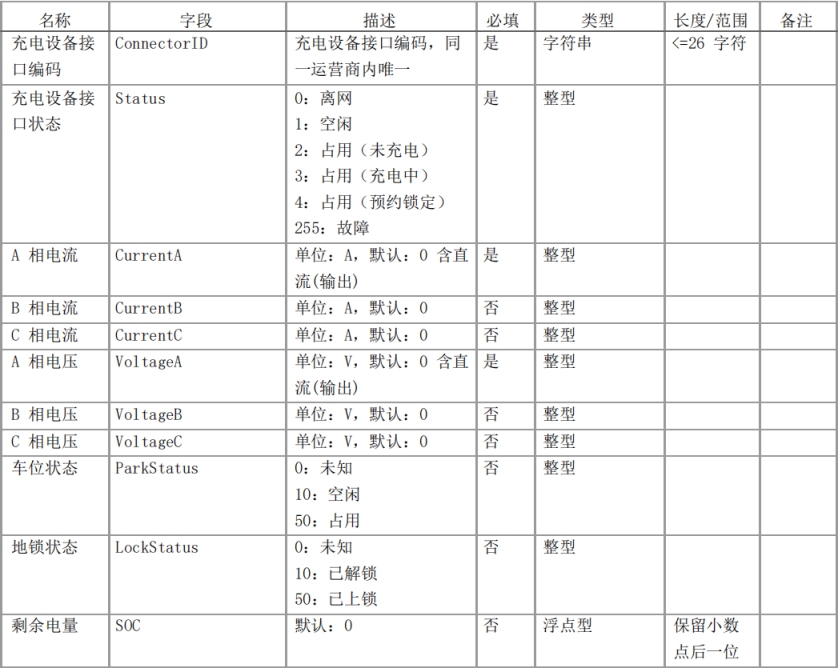 名称 字段 描述 必填 类型 长度/范围 备注
充电设备接 ConnectorID 充电设备接口编码，同 是 字符串 <=26 字符
口编码 一运营商内唯一
充电设备接 Status 0：离网 是 整型
口状态 1：空闲
2：占用（未充电）
3：占用（充电中）
4：占用（预约锁定）
255：故障
A 相电流 CurrentA 单位：A，默认：0 含直 是 整型
流(输出)
B 相电流 CurrentB 单位：A，默认：0 否 整型
C 相电流 CurrentC 单位：A，默认：0 否 整型
A 相电压 VoltageA 单位：V，默认：0 含直 是 整型
流(输出)
B 相电压 VoltageB 单位：V，默认：0 否 整型
C 相电压 VoltageC 单位：V，默认：0 否 整型
车位状态 ParkStatus 0：未知 否 整型
10：空闲
50：占用
地锁状态 LockStatus 0：未知 否 整型
10：已解锁
50：已上锁
剩余电量 SOC 默认：0 否 浮点型 保留小数
点后一位